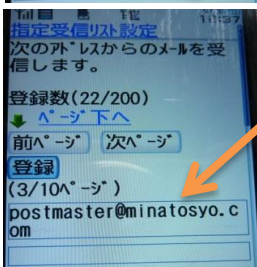 指定受信リスト設定
次のｱﾄﾞﾚｽからのﾒｰﾙを受
信します。
登録数(22/200)
ﾍﾟｰｼﾞ下へ
前ﾍﾟｰｼﾞ 次ﾍﾟｰｼﾞ
登録
(3/10ﾍﾟｰｼﾞ)
postmaster@minatosyo.c
om